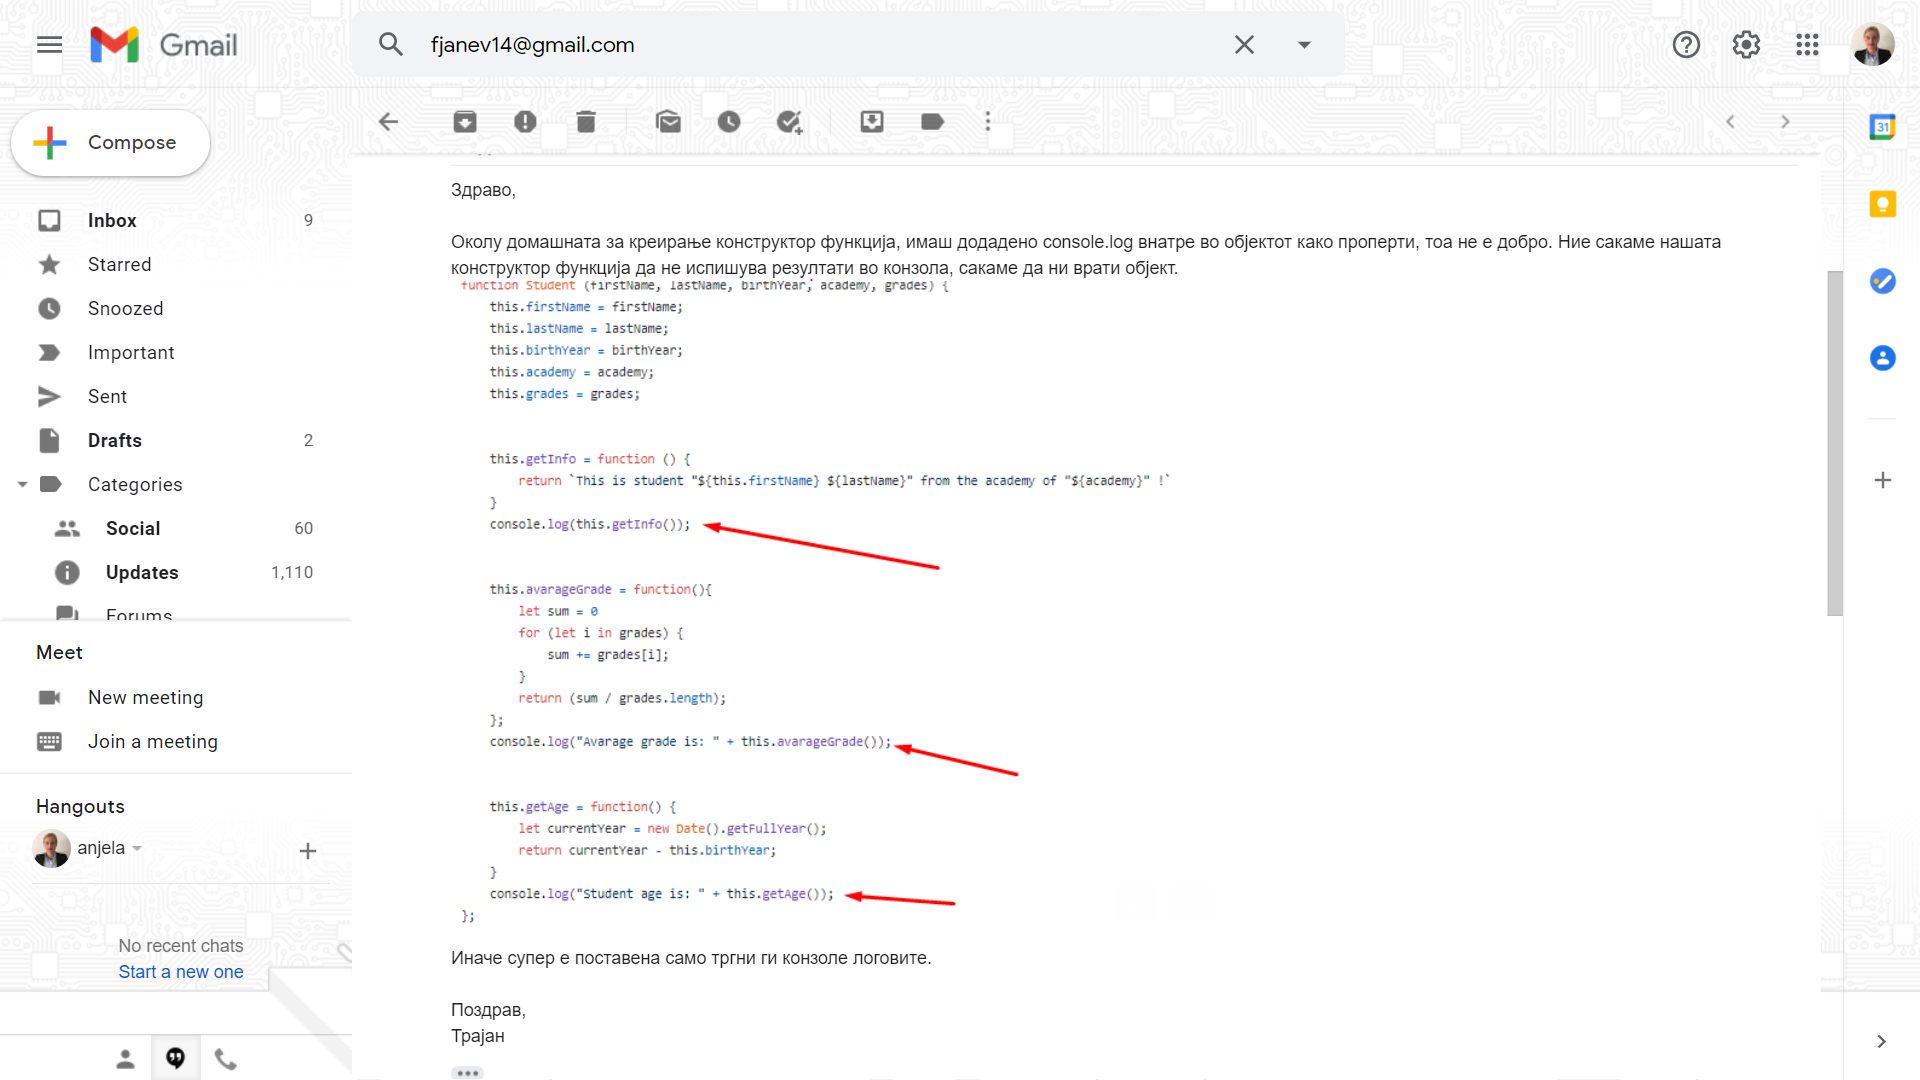 Gmail
fjanev14@gmail.com
Compose
31
Inbox 9
Starred
Snoozed
Important
Sent
Drafts 2
Categories
Social 60
Updates 1,110
Forums
Meet
New meeting
Join a meeting
Hangouts
anjela
No recent chats
Start a new one
Здраво,
Околу домашната за креирање конструктор функција, имаш додадено console.log внатре во објектот како проперти, тоа не е добро. Ние сакаме нашата
конструктор функција да не испишува резултати во конзола, сакаме да ни врати објект.
function Student (firstName, lastName, birthYear, academy, grades) {
this.firstName = firstName;
this.lastName = lastName;
this.birthYear = birthYear;
this.academy = academy;
this.grades = grades;
this.getInfo = function () {
return `This is student "${this.firstName} ${lastName}" from the academy of "${academy}" !`
}
console.log(this.getInfo());
this.avarageGrade = function(){
let sum = 0
for (let i in grades) {
sum += grades[i];
}
return (sum / grades.length);
};
console.log("Avarage grade is: " + this.avarageGrade());
this.getAge = function() {
let currentYear = new Date().getFullYear();
return currentYear - this.birthYear;
}
console.log("Student age is: " + this.getAge());
};
Иначе супер е поставена само тргни ги конзоле логовите.
Поздрав,
Трајан